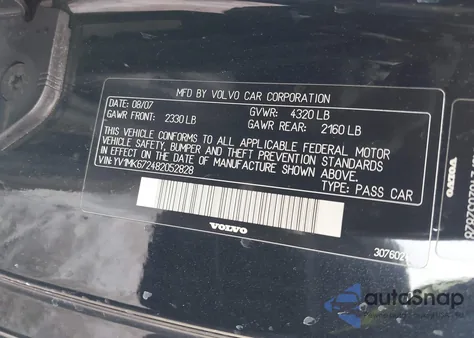 MFD BY VOLVO CAR CORPORATION
DATE: 08/07 GVWR: 4320 LB
GAWR FRONT: 2330 LB GAWR REAR: 2160 LB
THIS VEHICLE CONFORMS TO ALL APPLICABLE FEDERAL MOTOR
VEHICLE SAFETY, BUMPER AND THEFT PREVENTION STANDARDS
IN EFFECT ON THE DATE OF MANUFACTURE SHOWN ABOVE.
VIN: YV1MK672482052828 TYPE: PASS CAR
VOLVO
307602
VOLVO
autoSnap